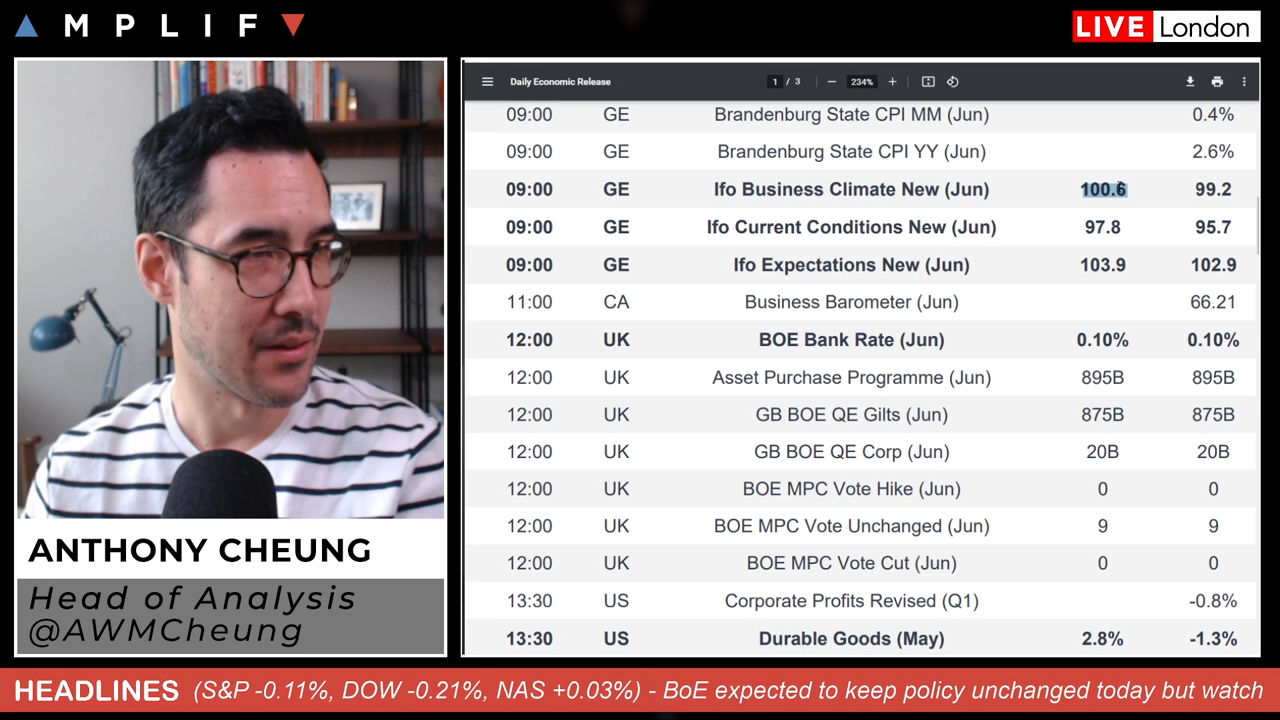 AMPLIFY
LIVE London
Daily Economic Release
1 / 3
234%
09:00 GE Brandenburg State CPI MM (Jun) 0.4%
09:00 GE Brandenburg State CPI YY (Jun) 2.6%
09:00 GE Ifo Business Climate New (Jun) 100.6 99.2
09:00 GE Ifo Current Conditions New (Jun) 97.8 95.7
09:00 GE Ifo Expectations New (Jun) 103.9 102.9
11:00 CA Business Barometer (Jun) 66.21
12:00 UK BOE Bank Rate (Jun) 0.10% 0.10%
12:00 UK Asset Purchase Programme (Jun) 895B 895B
12:00 UK GB BOE QE Gilts (Jun) 875B 875B
12:00 UK GB BOE QE Corp (Jun) 20B 20B
12:00 UK BOE MPC Vote Hike (Jun) 0 0
12:00 UK BOE MPC Vote Unchanged (Jun) 9 9
12:00 UK BOE MPC Vote Cut (Jun) 0 0
13:30 US Corporate Profits Revised (Q1) -0.8%
13:30 US Durable Goods (May) 2.8% -1.3%
ANTHONY CHEUNG
Head of Analysis
@AWMCheung
HEADLINES (S&P -0.11%, DOW -0.21%, NAS +0.03%) - BoE expected to keep policy unchanged today but watch